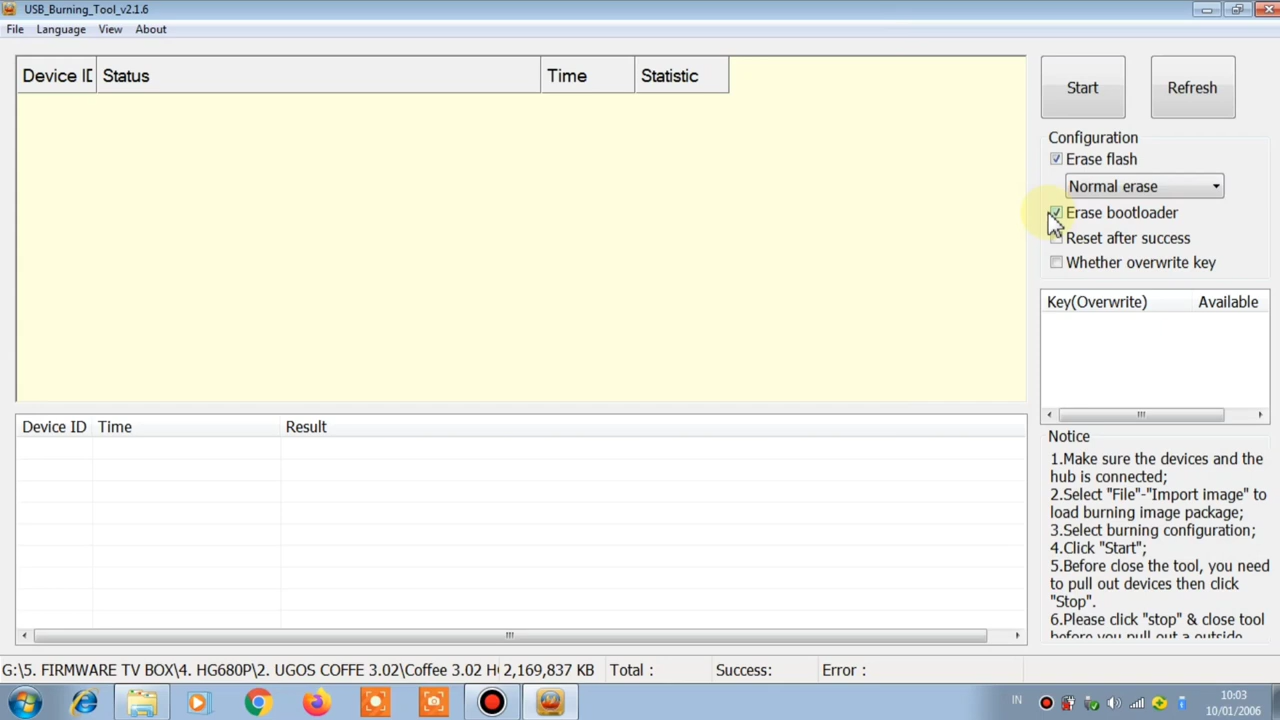 USB_Burning_Tool_v2.1.6
File Language View About
Device ID Status Time Statistic
Start Refresh
Configuration
Erase flash
Normal erase
Erase bootloader
Reset after success
Whether overwrite key
Key(Overwrite) Available
Device ID Time Result
Notice
1.Make sure the devices and the
hub is connected;
2.Select "File"-"Import image" to
load burning image package;
3.Select burning configuration;
4.Click "Start";
5.Before close the tool, you need
to pull out devices then click
"Stop".
6.Please click "stop" & close tool
before you pull out a outside
G:\5. FIRMWARE TV BOX\4. HG680P\2. UGOS COFFE 3.02\Coffee 3.02 H 2,169,837 KB Total : Success: Error :
IN 10:03
10/01/2006